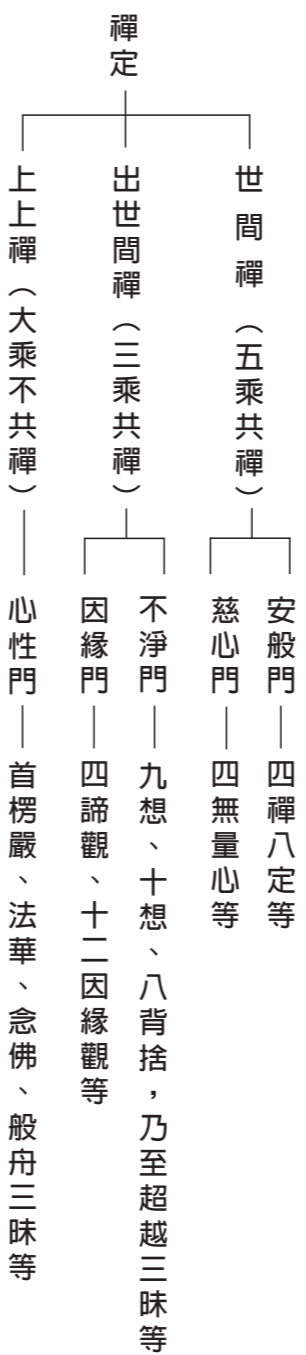 禪定
世間禪（五乘共禪）
安般門 — 四禪八定等
慈心門 — 四無量心等
出世間禪（三乘共禪）
不淨門 — 九想、十想、八背捨，乃至超越三昧等
因緣門 — 四諦觀、十二因緣觀等
上上禪（大乘不共禪） — 心性門 — 首楞嚴、法華、念佛、般舟三昧等